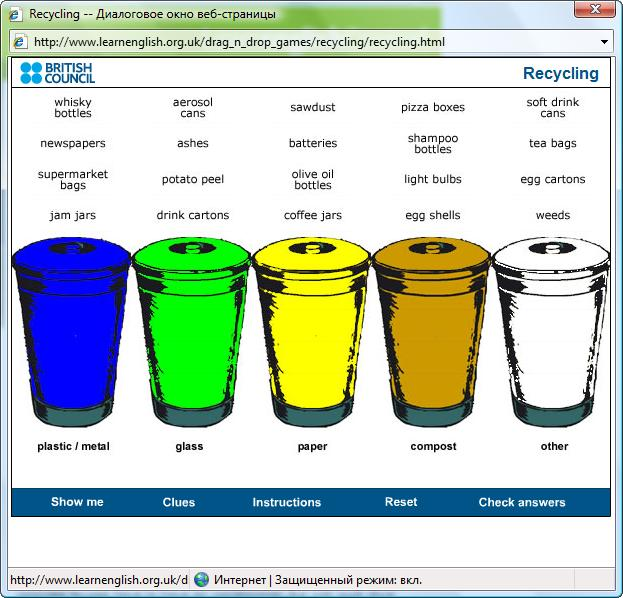 Recycling -- Диалоговое окно веб-страницы
http://www.learnenglish.org.uk/drag_n_drop_games/recycling/recycling.html
BRITISH
COUNCIL
Recycling
whisky
bottles
aerosol
cans
sawdust
pizza boxes
soft drink
cans
newspapers
ashes
batteries
shampoo
bottles
tea bags
supermarket
bags
potato peel
olive oil
bottles
light bulbs
egg cartons
jam jars
drink cartons
coffee jars
egg shells
weeds
plastic / metal
glass
paper
compost
other
Show me
Clues
Instructions
Reset
Check answers
http://www.learnenglish.org.uk/d
Интернет | Защищенный режим: вкл.